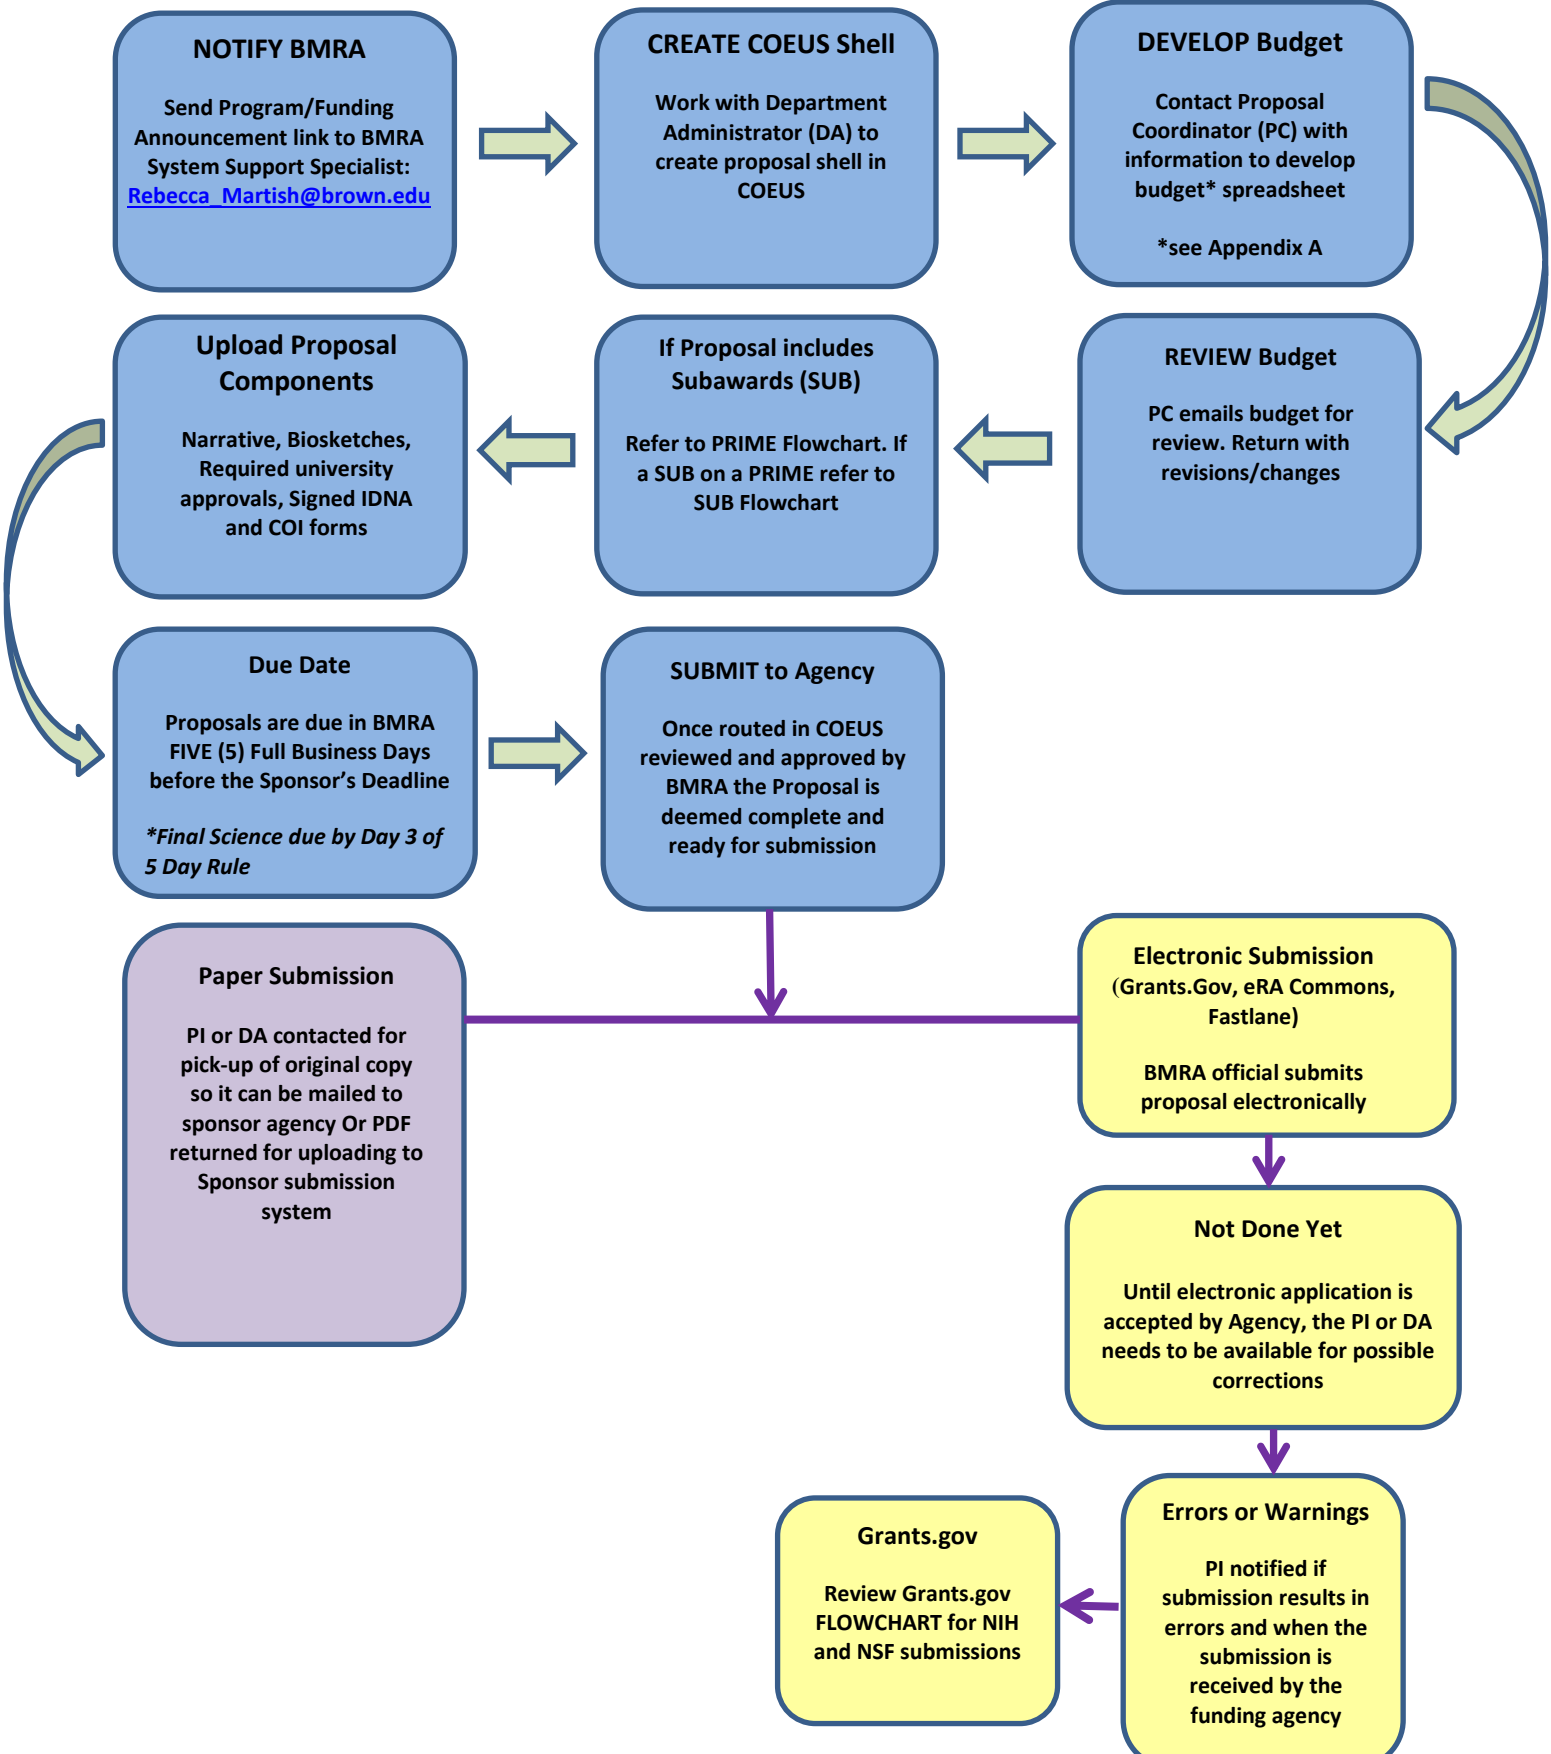 NOTIFY BMRA
Send Program/Funding
Announcement link to BMRA
System Support Specialist:
Rebecca_Martish@brown.edu
CREATE COEUS Shell
Work with Department
Administrator (DA) to
create proposal shell in
COEUS
DEVELOP Budget
Contact Proposal
Coordinator (PC) with
information to develop
budget* spreadsheet
*see Appendix A
REVIEW Budget
PC emails budget for
review. Return with
revisions/changes
If Proposal includes
Subawards (SUB)
Refer to PRIME Flowchart. If
a SUB on a PRIME refer to
SUB Flowchart
Upload Proposal
Components
Narrative, Biosketches,
Required university
approvals, Signed IDNA
and COI forms
Due Date
Proposals are due in BMRA
FIVE (5) Full Business Days
before the Sponsor’s Deadline
*Final Science due by Day 3 of
5 Day Rule
SUBMIT to Agency
Once routed in COEUS
reviewed and approved by
BMRA the Proposal is
deemed complete and
ready for submission
Paper Submission
PI or DA contacted for
pick-up of original copy
so it can be mailed to
sponsor agency Or PDF
returned for uploading to
Sponsor submission
system
Electronic Submission
(Grants.Gov, eRA Commons,
Fastlane)
BMRA official submits
proposal electronically
Not Done Yet
Until electronic application is
accepted by Agency, the PI or DA
needs to be available for possible
corrections
Errors or Warnings
PI notified if
submission results in
errors and when the
submission is
received by the
funding agency
Grants.gov
Review Grants.gov
FLOWCHART for NIH
and NSF submissions